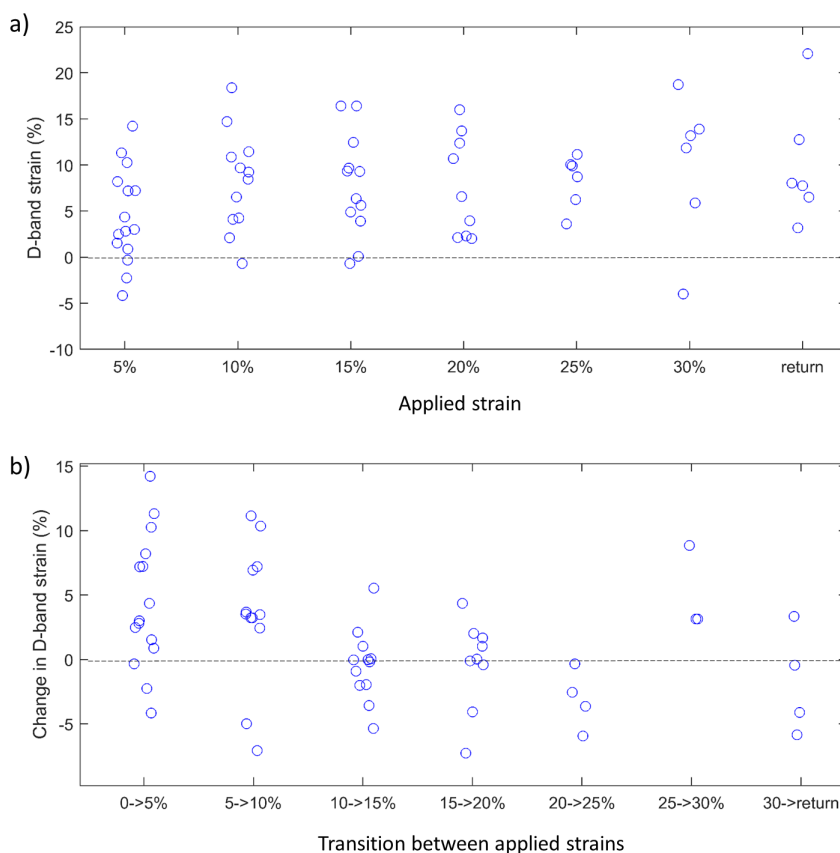 a)
25
20
15
10
5
0
-5
-10
D-band strain (%)
5% 10% 15% 20% 25% 30% return
Applied strain
b)
15
10
5
0
-5
Change in D-band strain (%)
0->5% 5->10% 10->15% 15->20% 20->25% 25->30% 30->return
Transition between applied strains